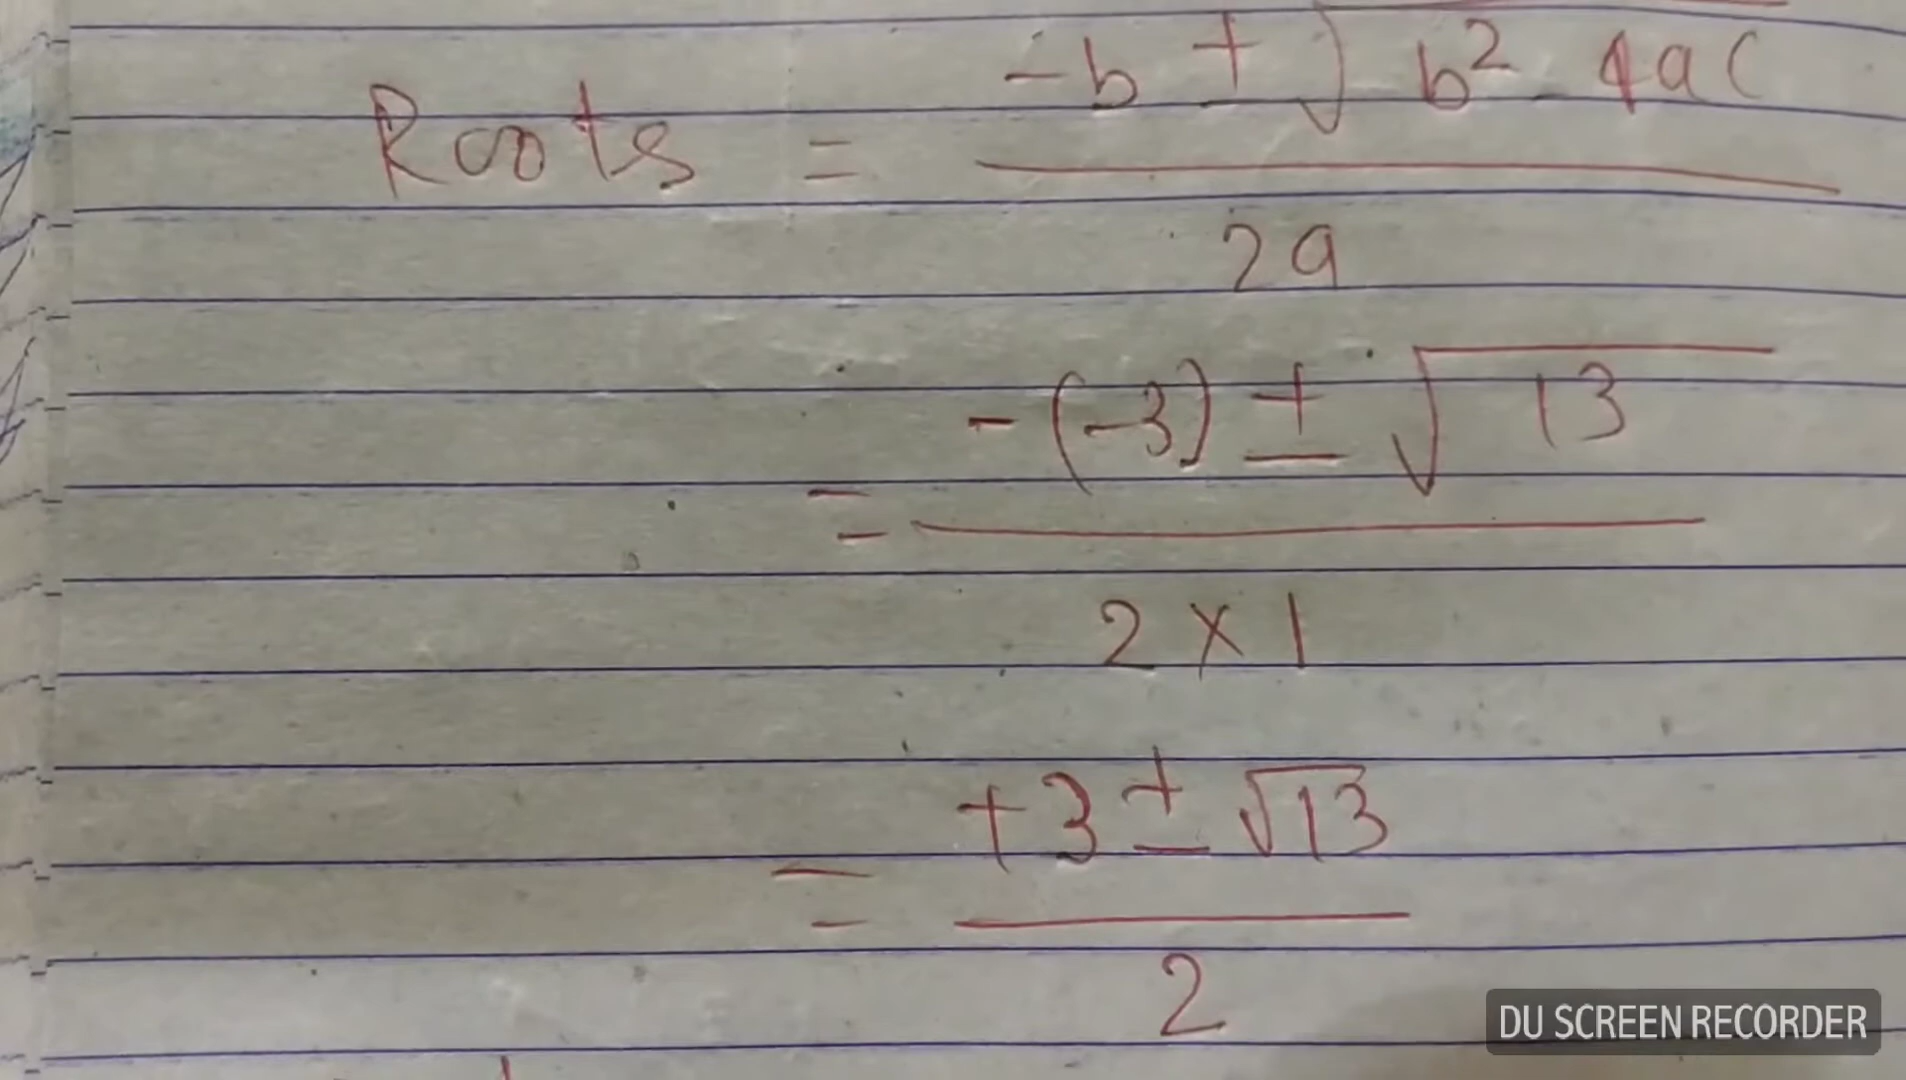 Roots = -b ± √b² - 4ac
2a
= -(-3) ± √13
2 × 1
= +3 ± √13
2
DU SCREEN RECORDER